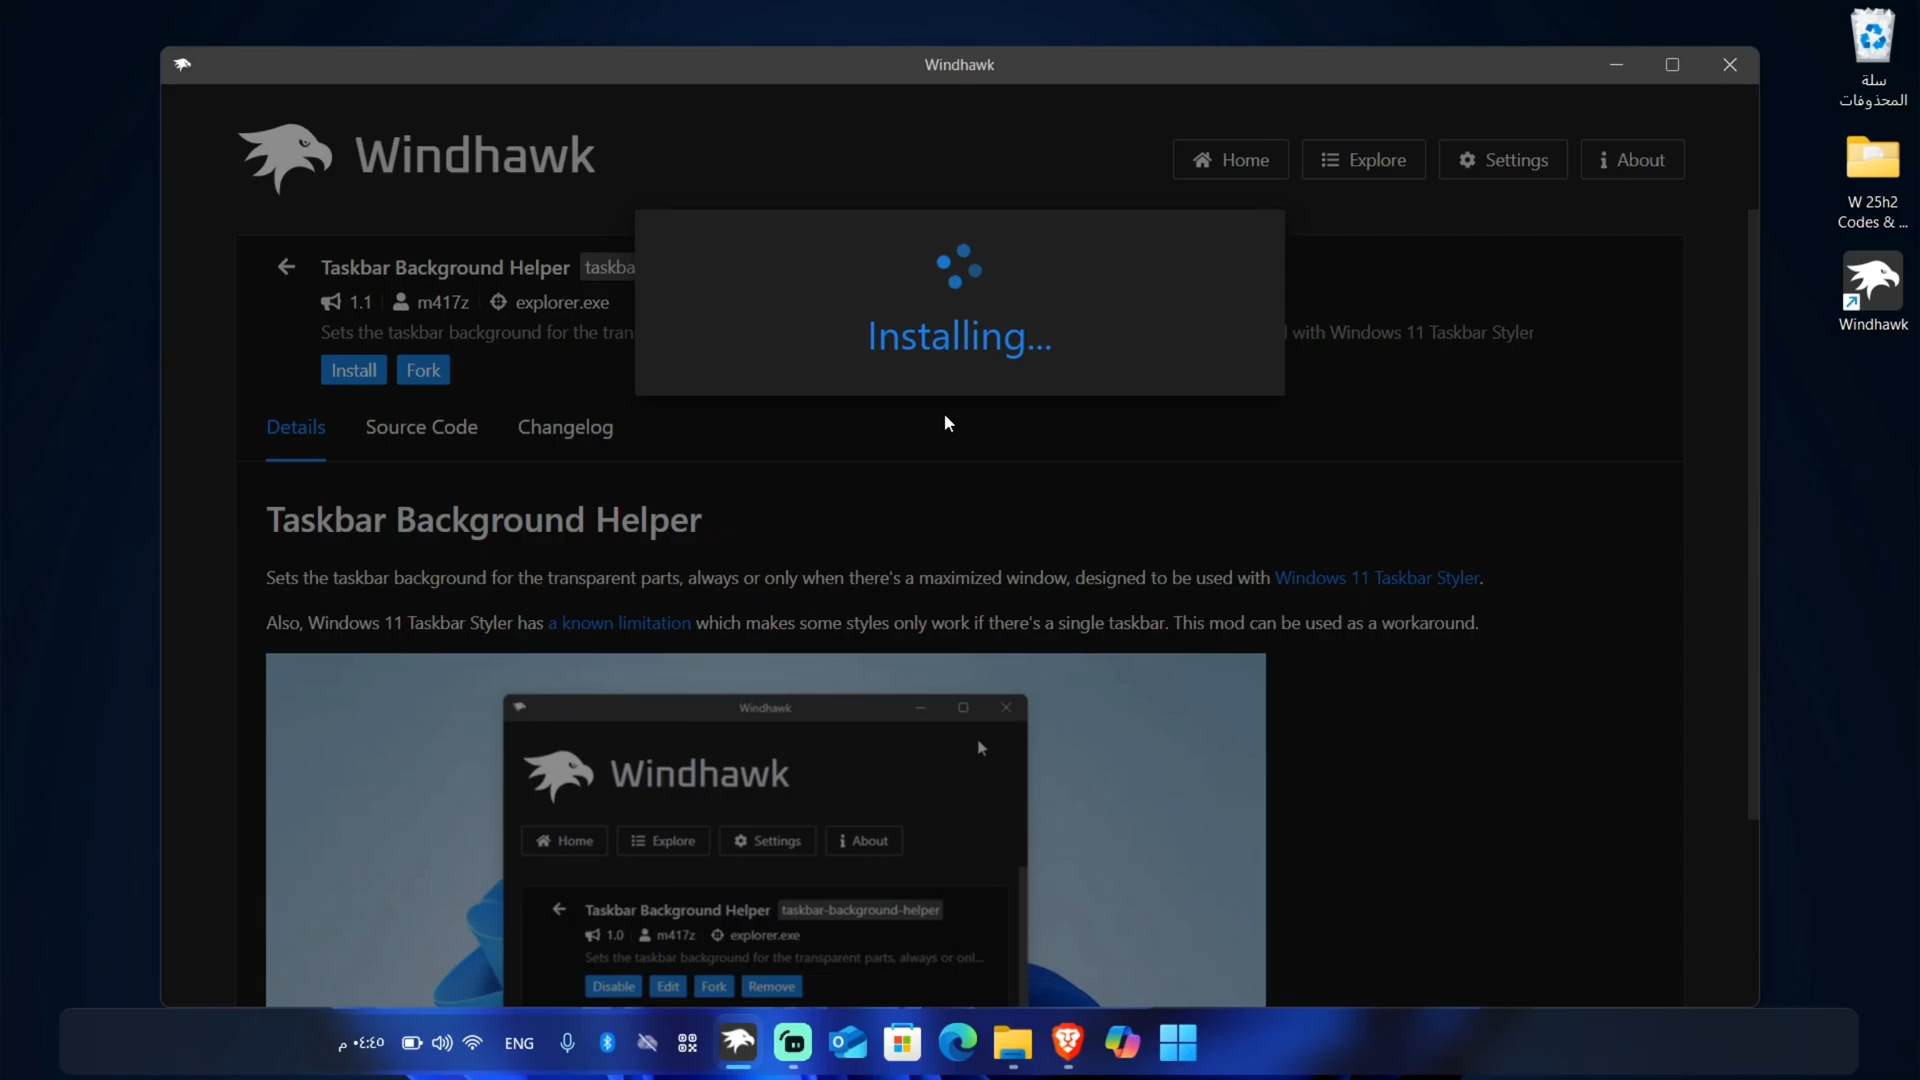 Windhawk
Windhawk
Home
Explore
Settings
About
Installing...
Taskbar Background Helper
taskba
1.1
m417z
explorer.exe
Sets the taskbar background for the tran
with Windows 11 Taskbar Styler
Install
Fork
Details
Source Code
Changelog
Taskbar Background Helper
Sets the taskbar background for the transparent parts, always or only when there's a maximized window, designed to be used with Windows 11 Taskbar Styler.
Also, Windows 11 Taskbar Styler has a known limitation which makes some styles only work if there's a single taskbar. This mod can be used as a workaround.
Windhawk
Windhawk
Home
Explore
Settings
About
Taskbar Background Helper
taskbar-background-helper
1.0
m417z
explorer.exe
Sets the taskbar background for the transparent parts, always or onl...
Disable
Edit
Fork
Remove
سلة
المحذوفات
W 25h2
Codes & ...
Windhawk
٠٤:٤٠ م
ENG